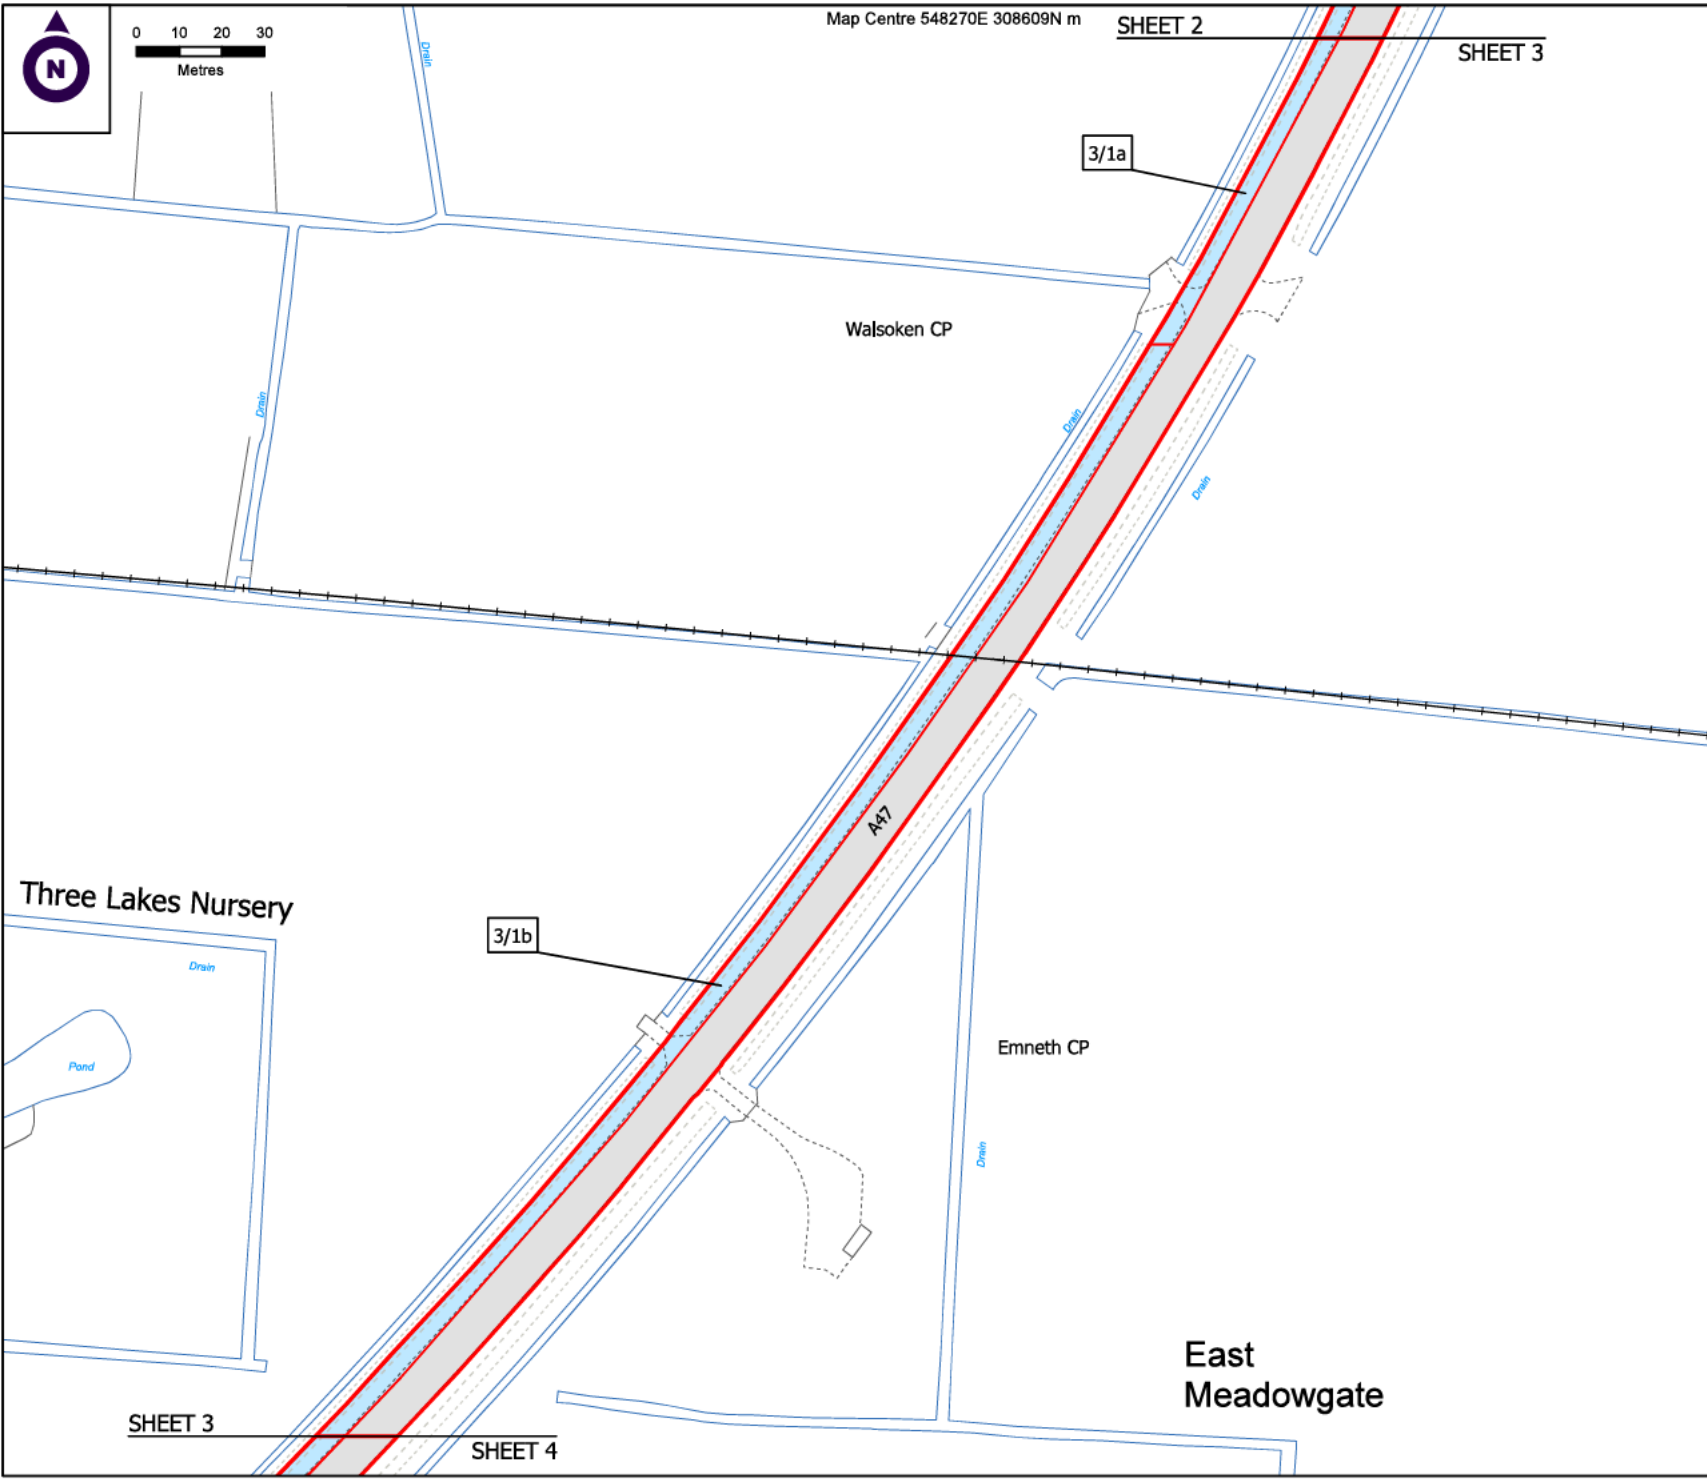 Map Centre 548270E 308609N m
SHEET 2
SHEET 3
N
0 10 20 30
Metres
Drain
3/1a
Walsoken CP
Drain
Drain
Drain
A47
Three Lakes Nursery
3/1b
Drain
Pond
Emneth CP
Drain
East
Meadowgate
SHEET 3
SHEET 4